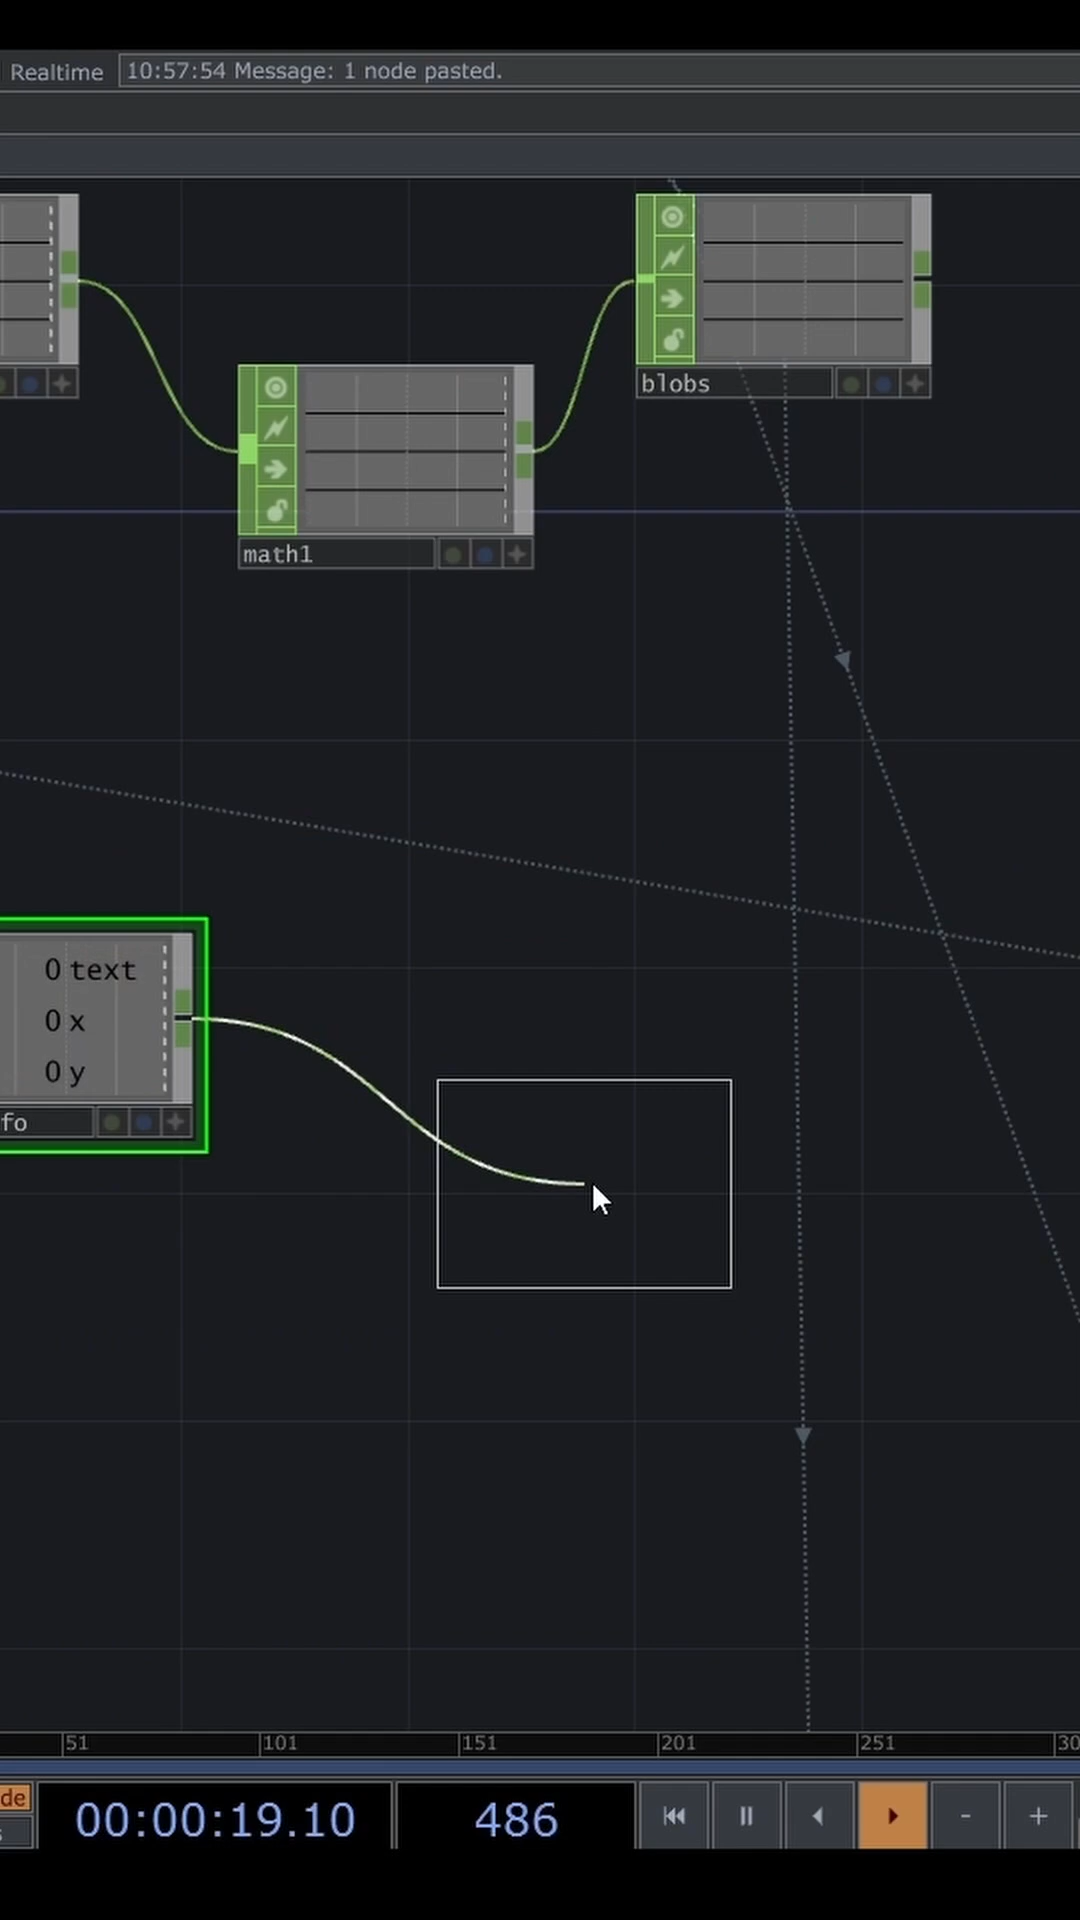 Realtime
10:57:54 Message: 1 node pasted.
blobs
math1
0 text
0 x
0 y
fo
51 101 151 201 251 30
de
s
00:00:19.10
486
- +